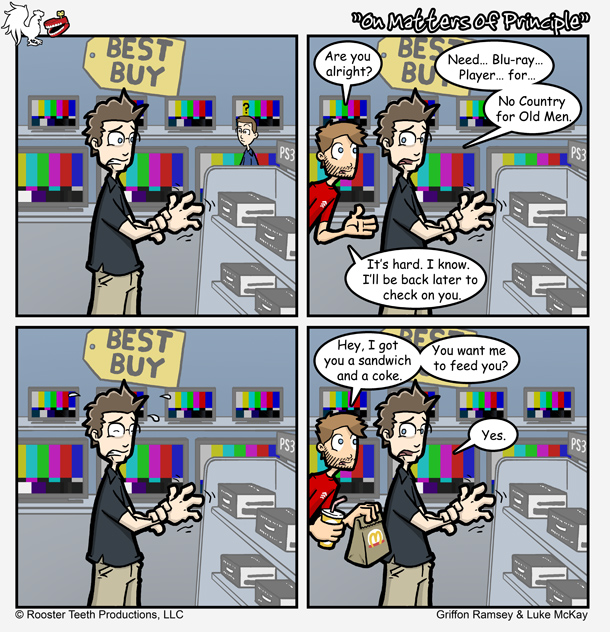 "On Matters Of Principle"
BEST
BUY
?
PS3
Are you
alright?
Need... Blu-ray...
Player... for...
No Country
for Old Men.
It's hard. I know.
I'll be back later to
check on you.
BEST
BU
PS3
BEST
BUY
PS3
Hey, I got
you a sandwich
and a coke.
You want me
to feed you?
Yes.
BEST
PS3
© Rooster Teeth Productions, LLC
Griffon Ramsey & Luke McKay